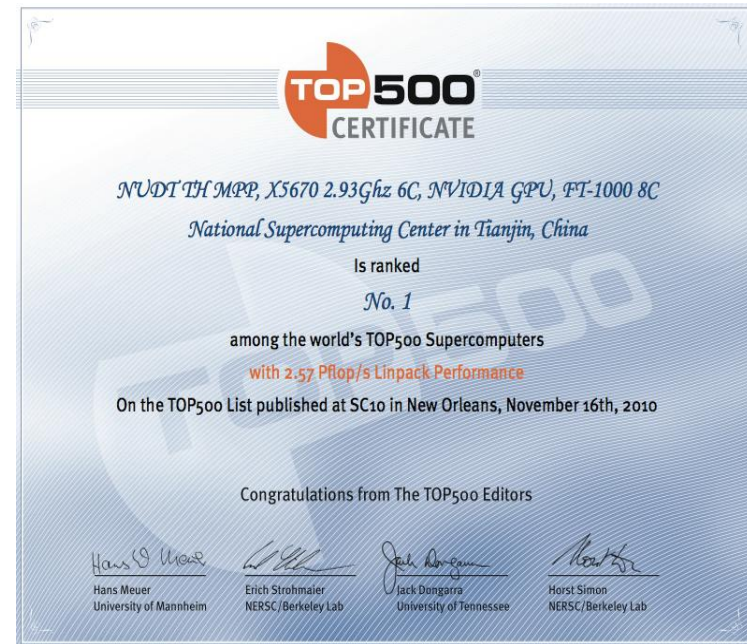 TOP500®
CERTIFICATE
NUDT TH MPP, X5670 2.93Ghz 6C, NVIDIA GPU, FT-1000 8C
National Supercomputing Center in Tianjin, China
Is ranked
No. 1
among the world's TOP500 Supercomputers
with 2.57 Pflop/s Linpack Performance
On the TOP500 List published at SC10 in New Orleans, November 16th, 2010
TOP500
Congratulations from The TOP500 Editors
Hans Meuer
University of Mannheim
Erich Strohmaier
NERSC/Berkeley Lab
Jack Dongarra
University of Tennessee
Horst Simon
NERSC/Berkeley Lab